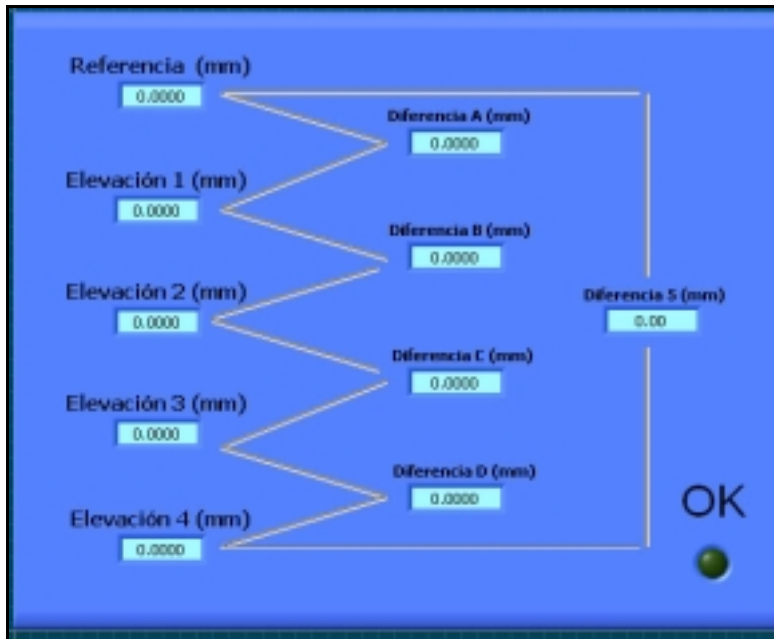 Referencia (mm)
0.0000
Diferencia A (mm)
0.0000
Elevación 1 (mm)
0.0000
Diferencia B (mm)
0.0000
Elevación 2 (mm)
0.0000
Diferencia 5 (mm)
0.00
Diferencia C (mm)
0.0000
Elevación 3 (mm)
0.0000
Diferencia D (mm)
0.0000
OK
Elevación 4 (mm)
0.0000